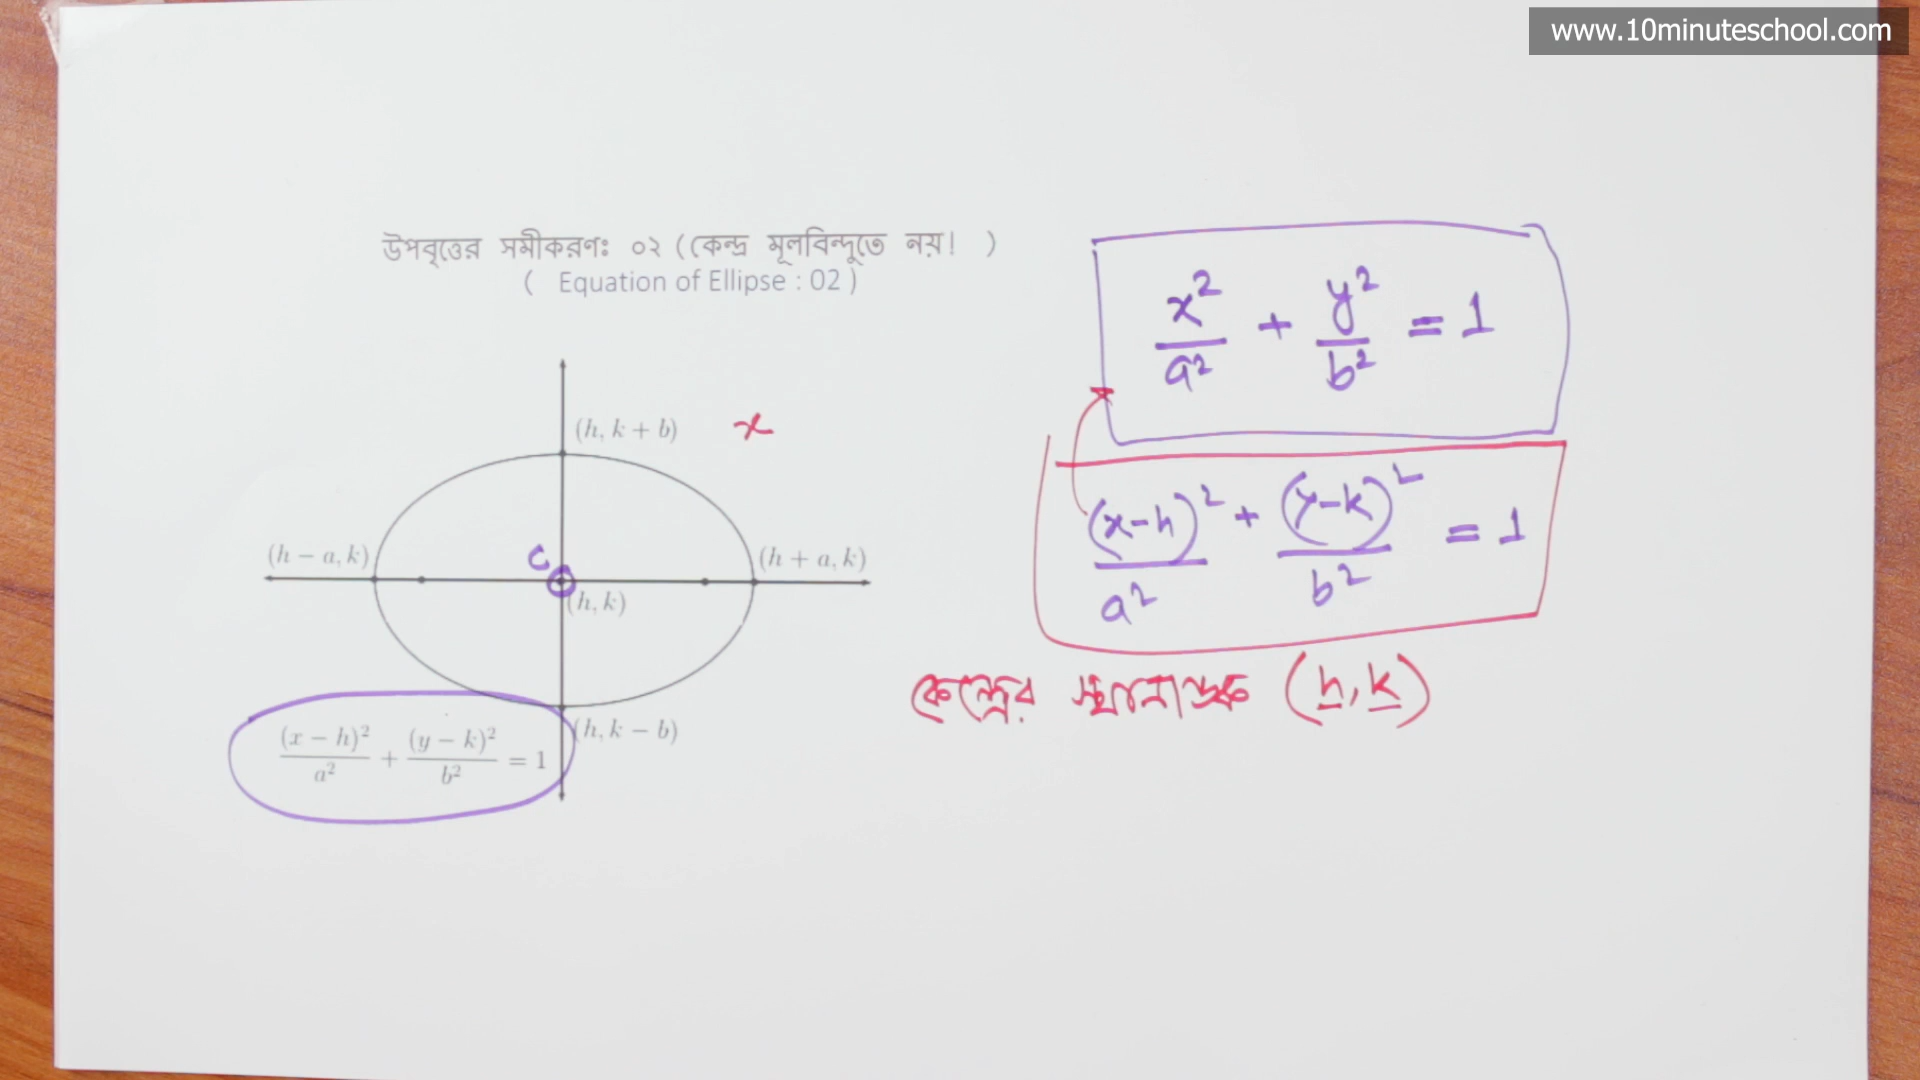 www.10minuteschool.com
উপবৃত্তের সমীকরণঃ ০২ (কেন্দ্র মূলবিন্দুতে নয়! )
( Equation of Ellipse : 02 )
x²/a² + y²/b² = 1
(h, k + b)
x
(x-h)²/a² + (y-k)²/b² = 1
(h − a, k)
C
(h + a, k)
(h, k)
কেন্দ্রের স্থানাঙ্ক (h, k)
(h, k − b)
(x − h)²/a² + (y − k)²/b² = 1